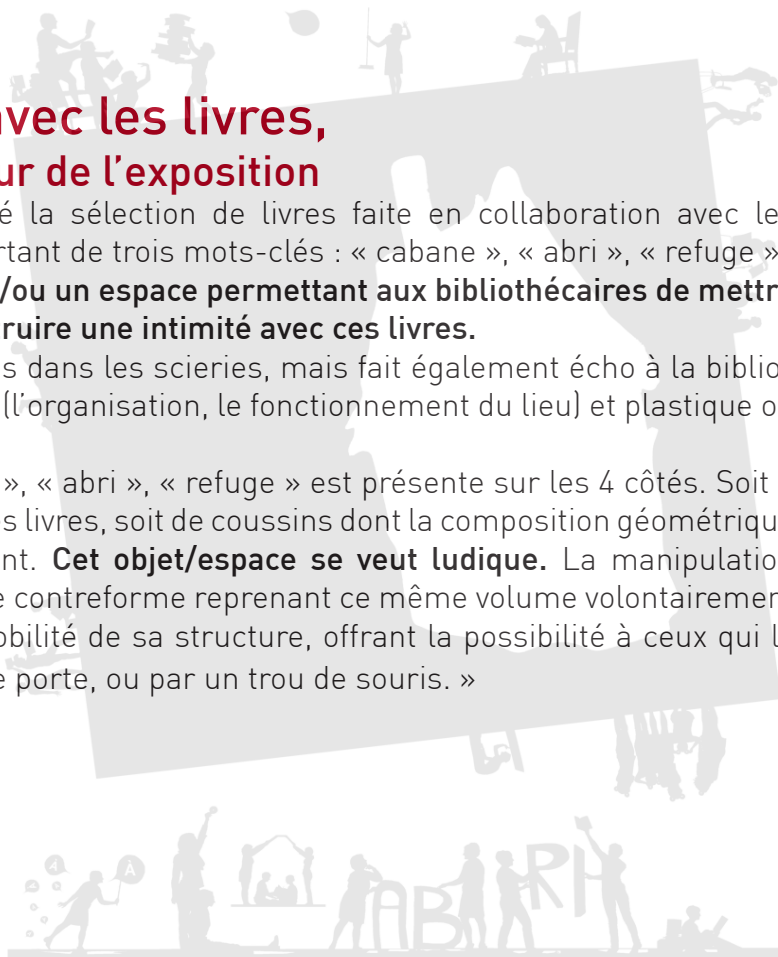 avec les livres,
ur de l’exposition
é la sélection de livres faite en collaboration avec le
rtant de trois mots-clés : « cabane », « abri », « refuge »
/ou un espace permettant aux bibliothécaires de mettr
ruire une intimité avec ces livres.
s dans les scieries, mais fait également écho à la biblio
(l’organisation, le fonctionnement du lieu) et plastique o
», « abri », « refuge » est présente sur les 4 côtés. Soit
s livres, soit de coussins dont la composition géométriqu
nt. Cet objet/espace se veut ludique. La manipulatio
e contreforme reprenant ce même volume volontairemen
obilité de sa structure, offrant la possibilité à ceux qui l
e porte, ou par un trou de souris. »
A À
ABRI